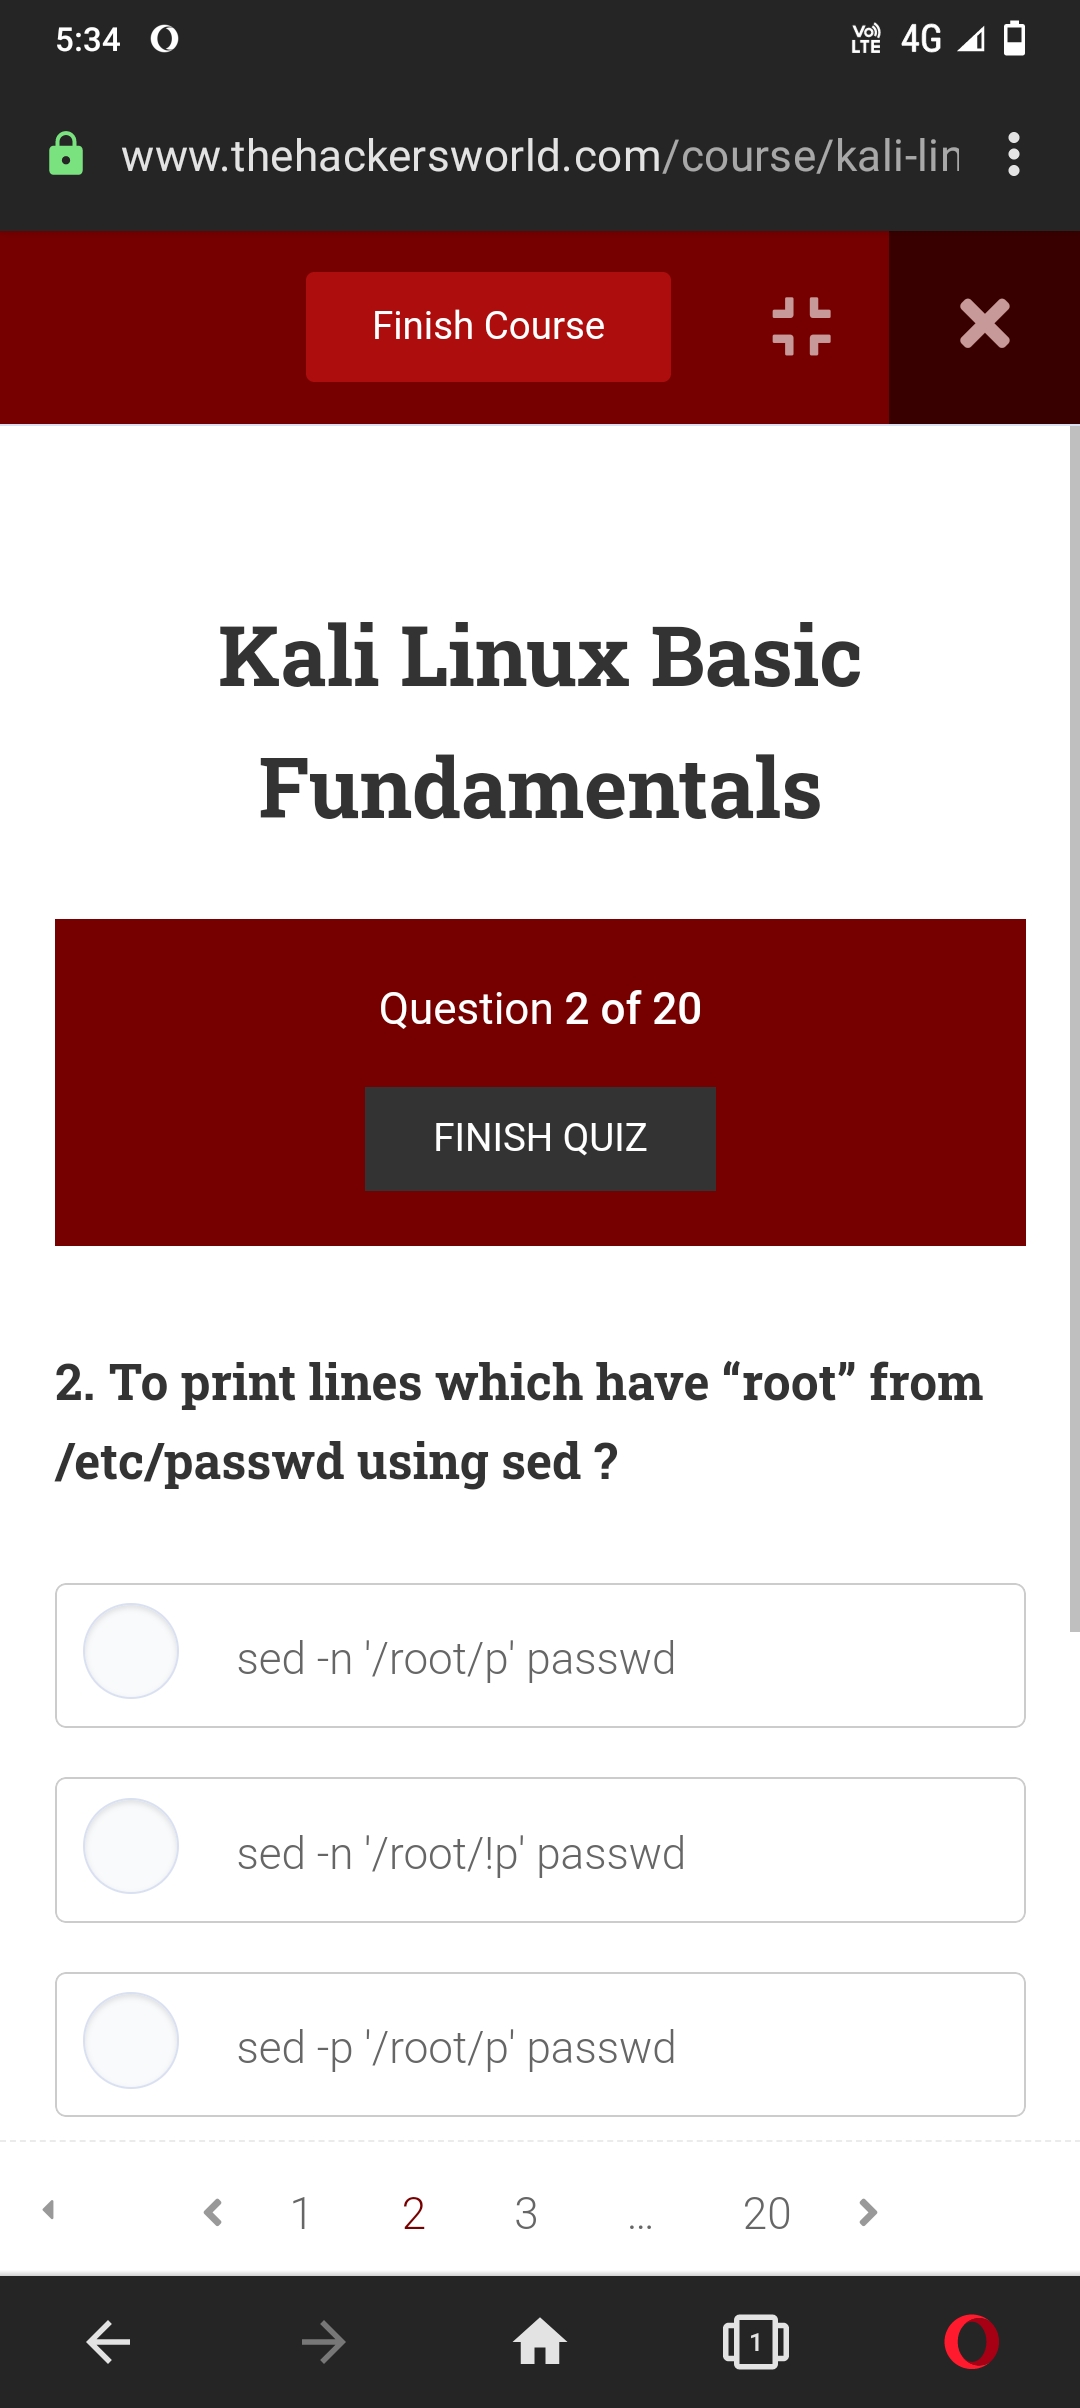 5:34
Vo)) LTE 4G
www.thehackersworld.com/course/kali-lin
Finish Course
Kali Linux Basic
Fundamentals
Question 2 of 20
FINISH QUIZ
2. To print lines which have “root” from
/etc/passwd using sed ?
sed -n '/root/p' passwd
sed -n '/root/!p' passwd
sed -p '/root/p' passwd
1 2 3 ... 20
1